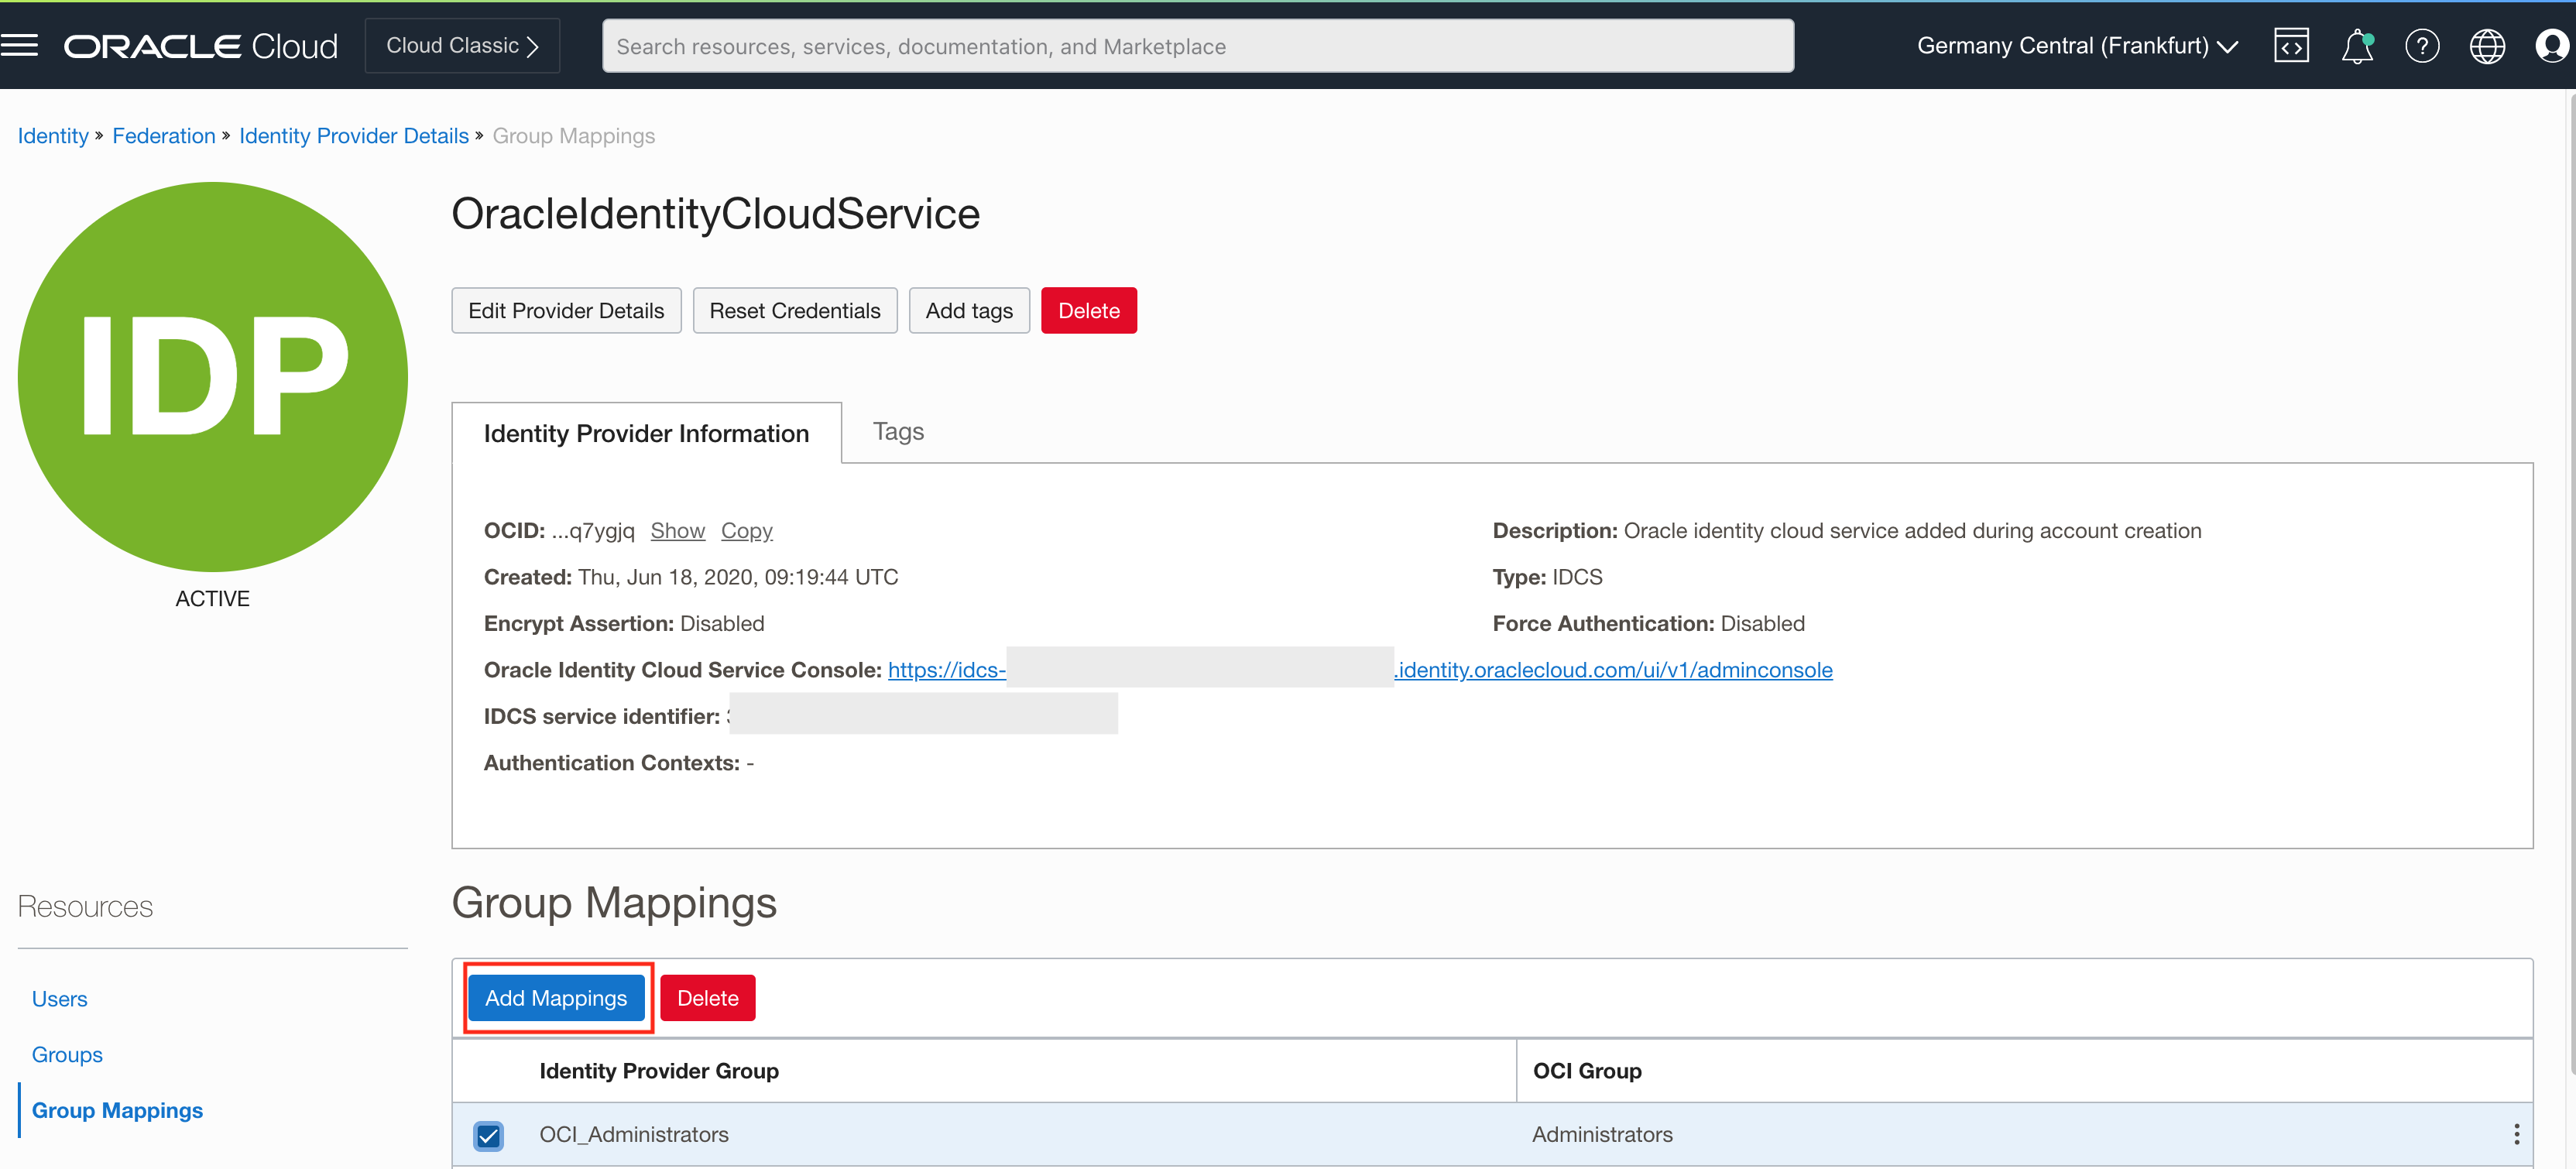 ORACLE Cloud
Cloud Classic
Search resources, services, documentation, and Marketplace
Germany Central (Frankfurt)
Identity » Federation » Identity Provider Details » Group Mappings
IDP
ACTIVE
OracleIdentityCloudService
Edit Provider Details Reset Credentials Add tags Delete
Identity Provider Information Tags
OCID: ...q7ygjq Show Copy
Created: Thu, Jun 18, 2020, 09:19:44 UTC
Encrypt Assertion: Disabled
Oracle Identity Cloud Service Console: https://idcs- .identity.oraclecloud.com/ui/v1/adminconsole
IDCS service identifier:
Authentication Contexts: -
Description: Oracle identity cloud service added during account creation
Type: IDCS
Force Authentication: Disabled
Resources
Users
Groups
Group Mappings
Group Mappings
Add Mappings Delete
Identity Provider Group OCI Group
OCI_Administrators Administrators